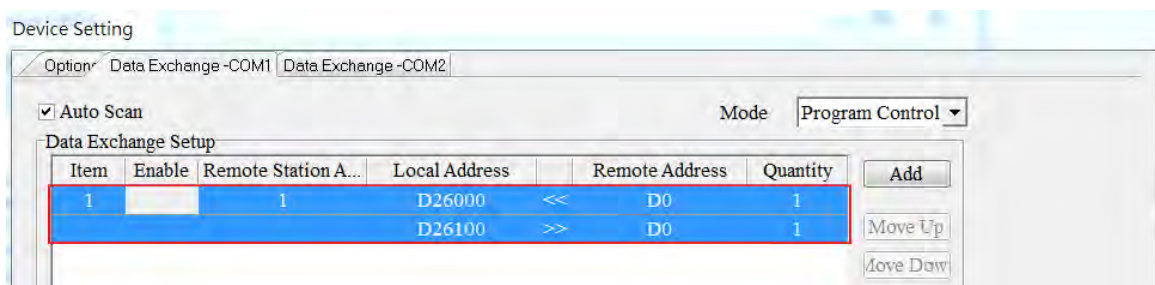 Device Setting
Option Data Exchange -COM1 Data Exchange -COM2
Auto Scan Mode Program Control
Data Exchange Setup
Item Enable Remote Station A... Local Address Remote Address Quantity Add
1 1 D26000 << D0 1
D26100 >> D0 1
Move Up
Move Dow